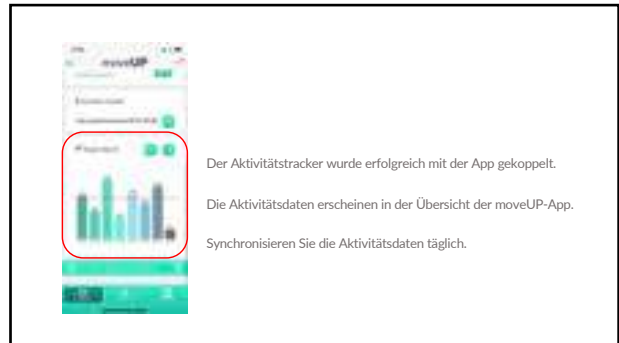 moveUP
Der Aktivitätstracker wurde erfolgreich mit der App gekoppelt.
Die Aktivitätsdaten erscheinen in der Übersicht der moveUP-App.
Synchronisieren Sie die Aktivitätsdaten täglich.